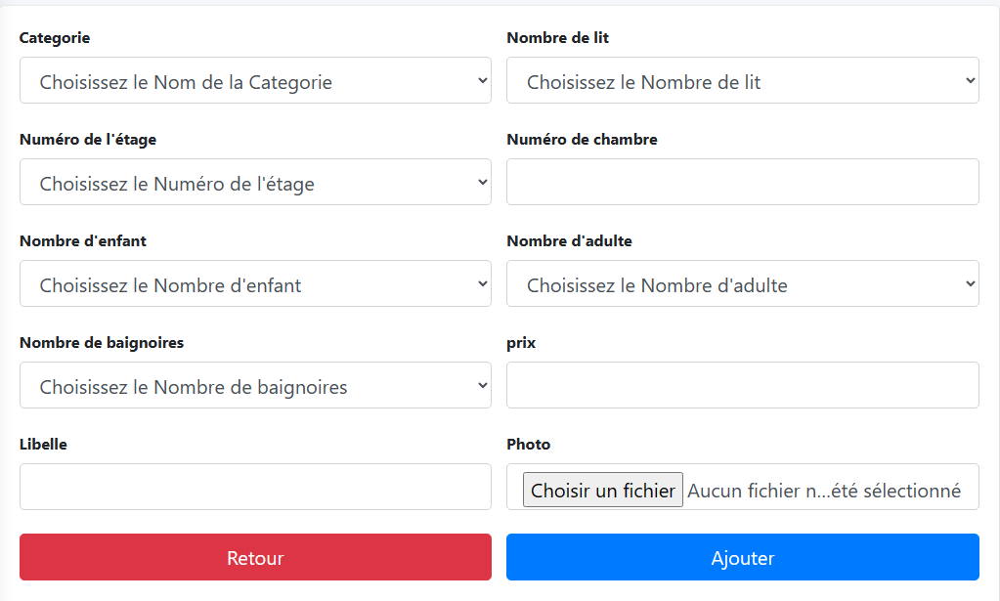 Categorie
Nombre de lit
Choisissez le Nom de la Categorie
Choisissez le Nombre de lit
Numéro de l'étage
Numéro de chambre
Choisissez le Numéro de l'étage
Nombre d'enfant
Nombre d'adulte
Choisissez le Nombre d'enfant
Choisissez le Nombre d'adulte
Nombre de baignoires
prix
Choisissez le Nombre de baignoires
Libelle
Photo
Choisir un fichier Aucun fichier n...été sélectionné
Retour
Ajouter